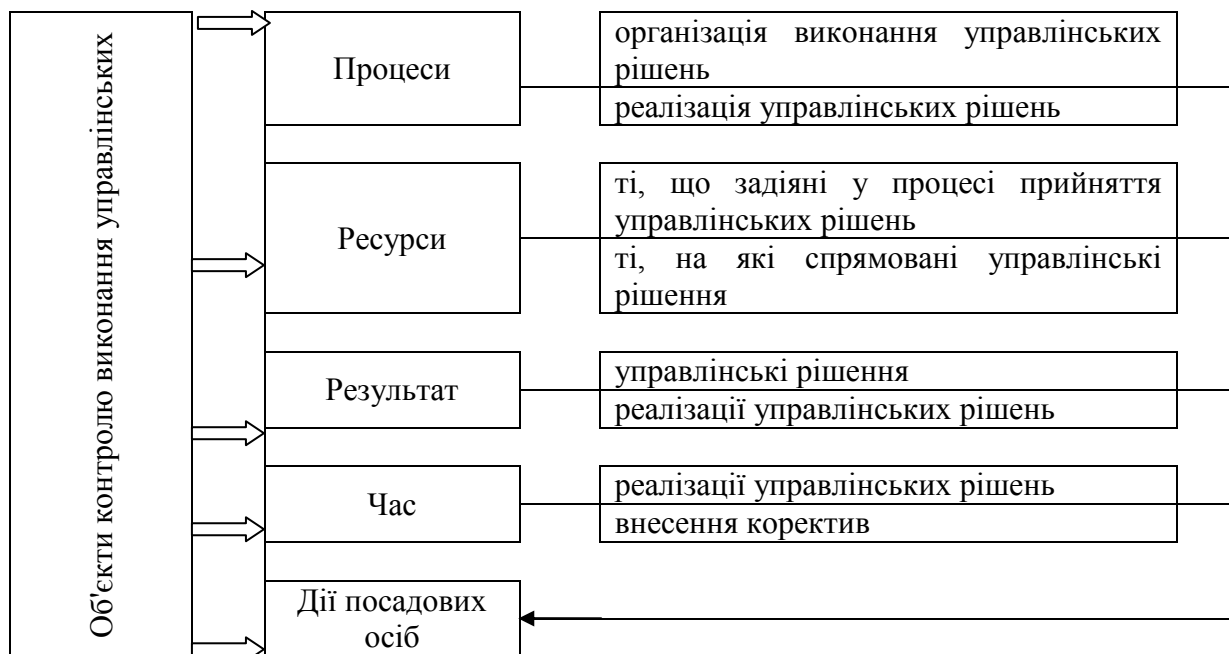 Об'єкти контролю виконання управлінських
Процеси
організація виконання управлінських
рішень
реалізація управлінських рішень
Ресурси
ті, що задіяні у процесі прийняття
управлінських рішень
ті, на які спрямовані управлінські
рішення
Результат
управлінські рішення
реалізації управлінських рішень
Час
реалізації управлінських рішень
внесення коректив
Дії посадових
осіб